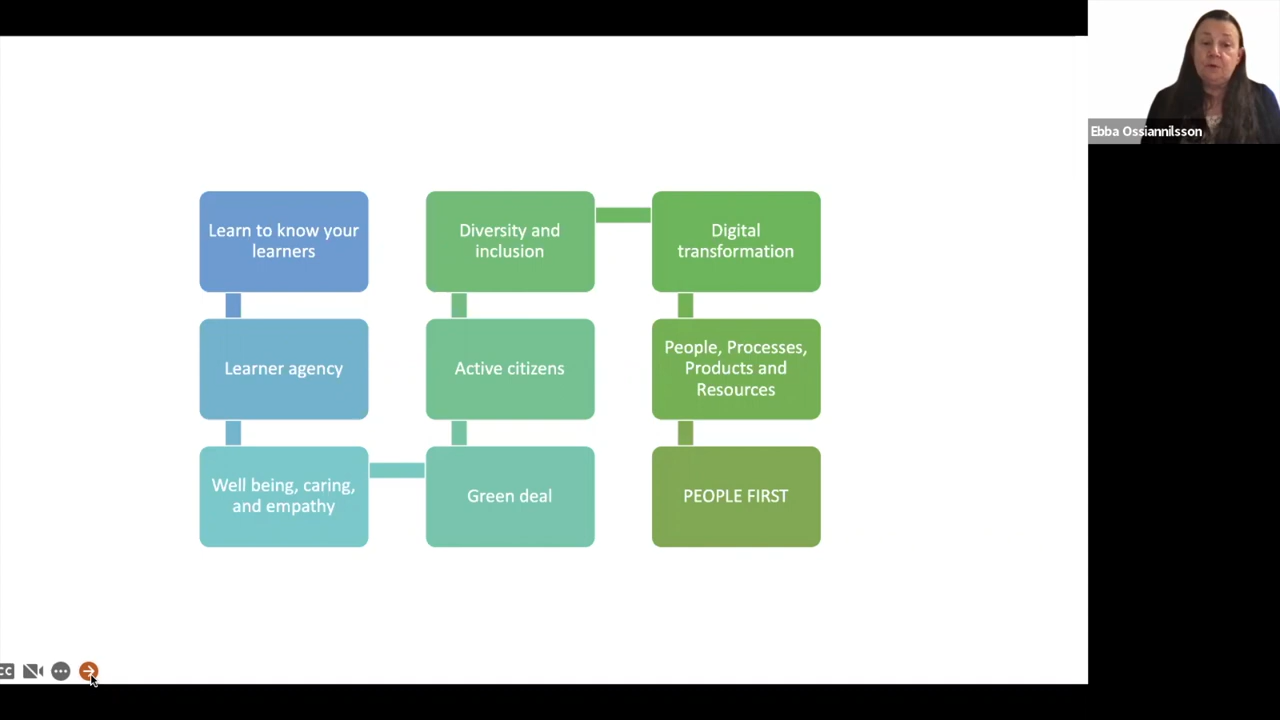 Ebba Ossiannilsson
Learn to know your
learners
Learner agency
Well being, caring,
and empathy
Green deal
Active citizens
Diversity and
inclusion
Digital
transformation
People, Processes,
Products and
Resources
PEOPLE FIRST
CC